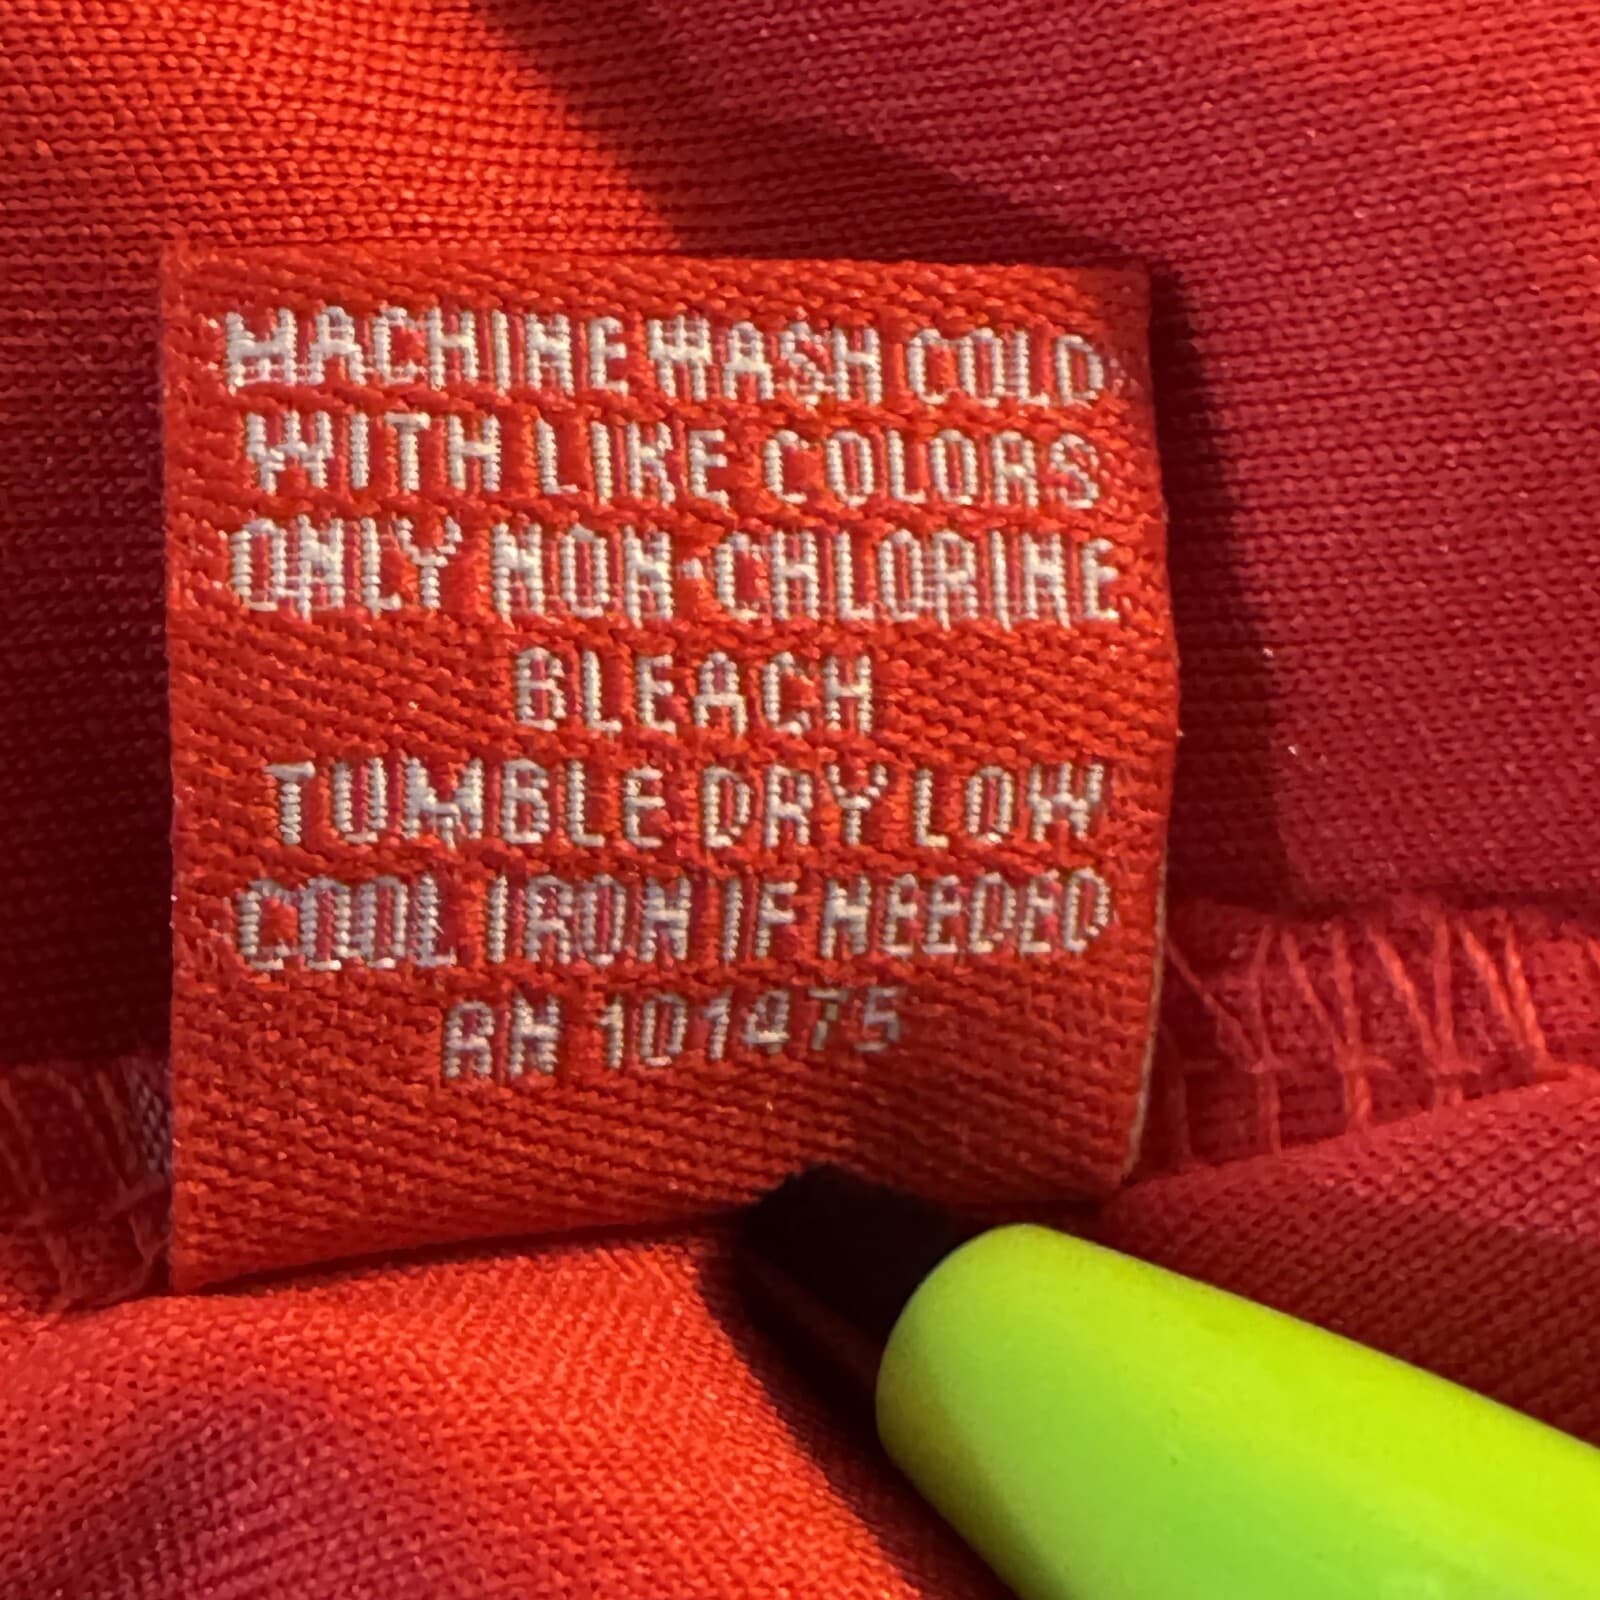 MACHINE WASH COLD
WITH LIKE COLORS
ONLY NON-CHLORINE
BLEACH
TUMBLE DRY LOW
COOL IRON IF NEEDED
RN 101475